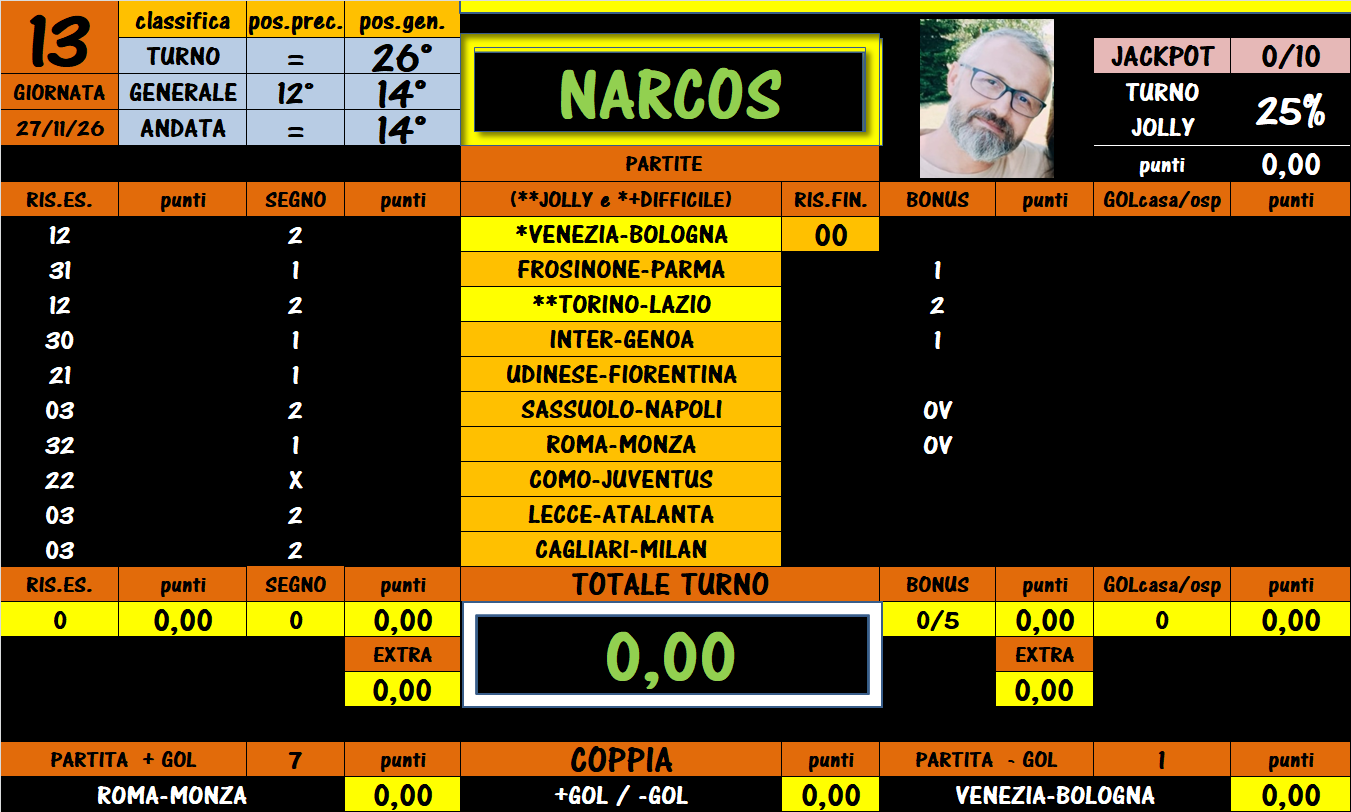 13 classifica pos.prec. pos.gen.
TURNO = 26°
NARCOS
JACKPOT 0/10
GIORNATA GENERALE 12° 14°
TURNO JOLLY 25%
27/11/26 ANDATA = 14°
PARTITE
punti 0,00
RIS.ES. punti SEGNO punti (**JOLLY e *+DIFFICILE) RIS.FIN. BONUS punti GOLcasa/osp punti
12 2 *VENEZIA-BOLOGNA 00
31 1 FROSINONE-PARMA 1
12 2 **TORINO-LAZIO 2
30 1 INTER-GENOA 1
21 1 UDINESE-FIORENTINA
03 2 SASSUOLO-NAPOLI OV
32 1 ROMA-MONZA OV
22 X COMO-JUVENTUS
03 2 LECCE-ATALANTA
03 2 CAGLIARI-MILAN
RIS.ES. punti SEGNO punti TOTALE TURNO BONUS punti GOLcasa/osp punti
0 0,00 0 0,00 0/5 0,00 0 0,00
EXTRA 0,00 EXTRA
0,00 0,00
PARTITA + GOL 7 punti COPPIA punti PARTITA - GOL 1 punti
ROMA-MONZA 0,00 +GOL / -GOL 0,00 VENEZIA-BOLOGNA 0,00